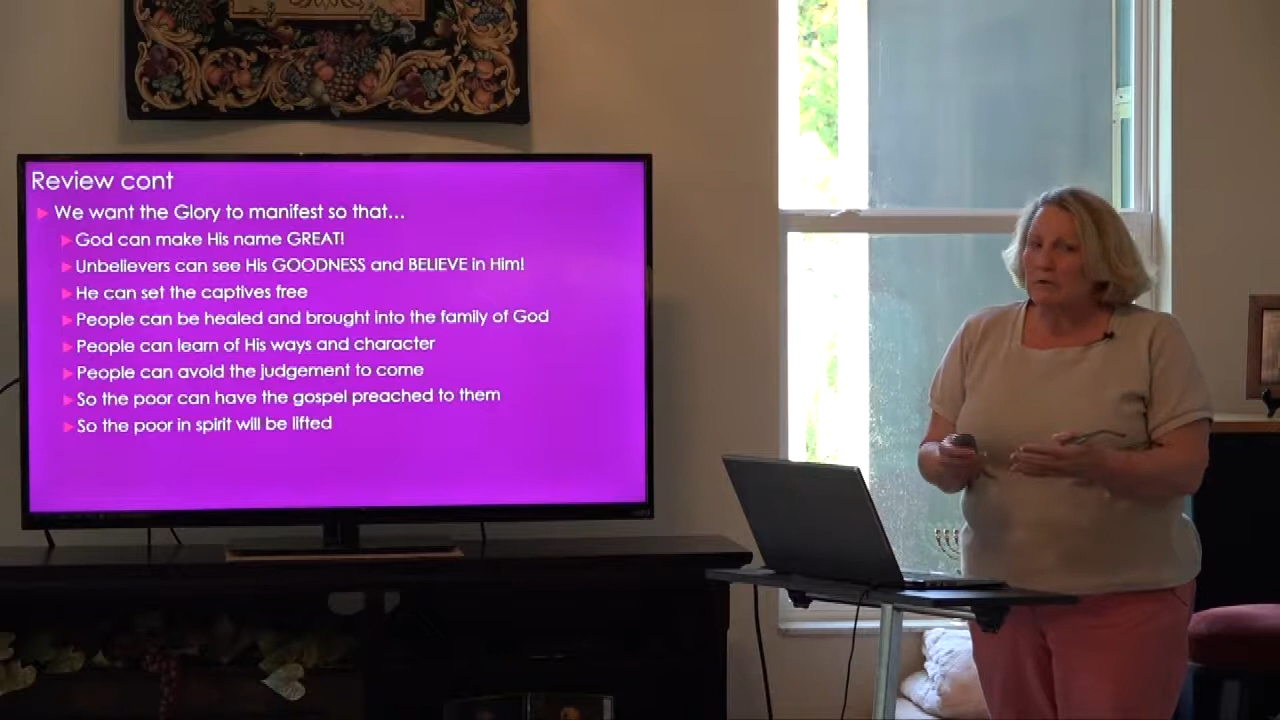 Review cont
We want the Glory to manifest so that...
God can make His name GREAT!
Unbelievers can see His GOODNESS and BELIEVE in Him!
He can set the captives free
People can be healed and brought into the family of God
People can learn of His ways and character
People can avoid the judgement to come
So the poor can have the gospel preached to them
So the poor in spirit will be lifted